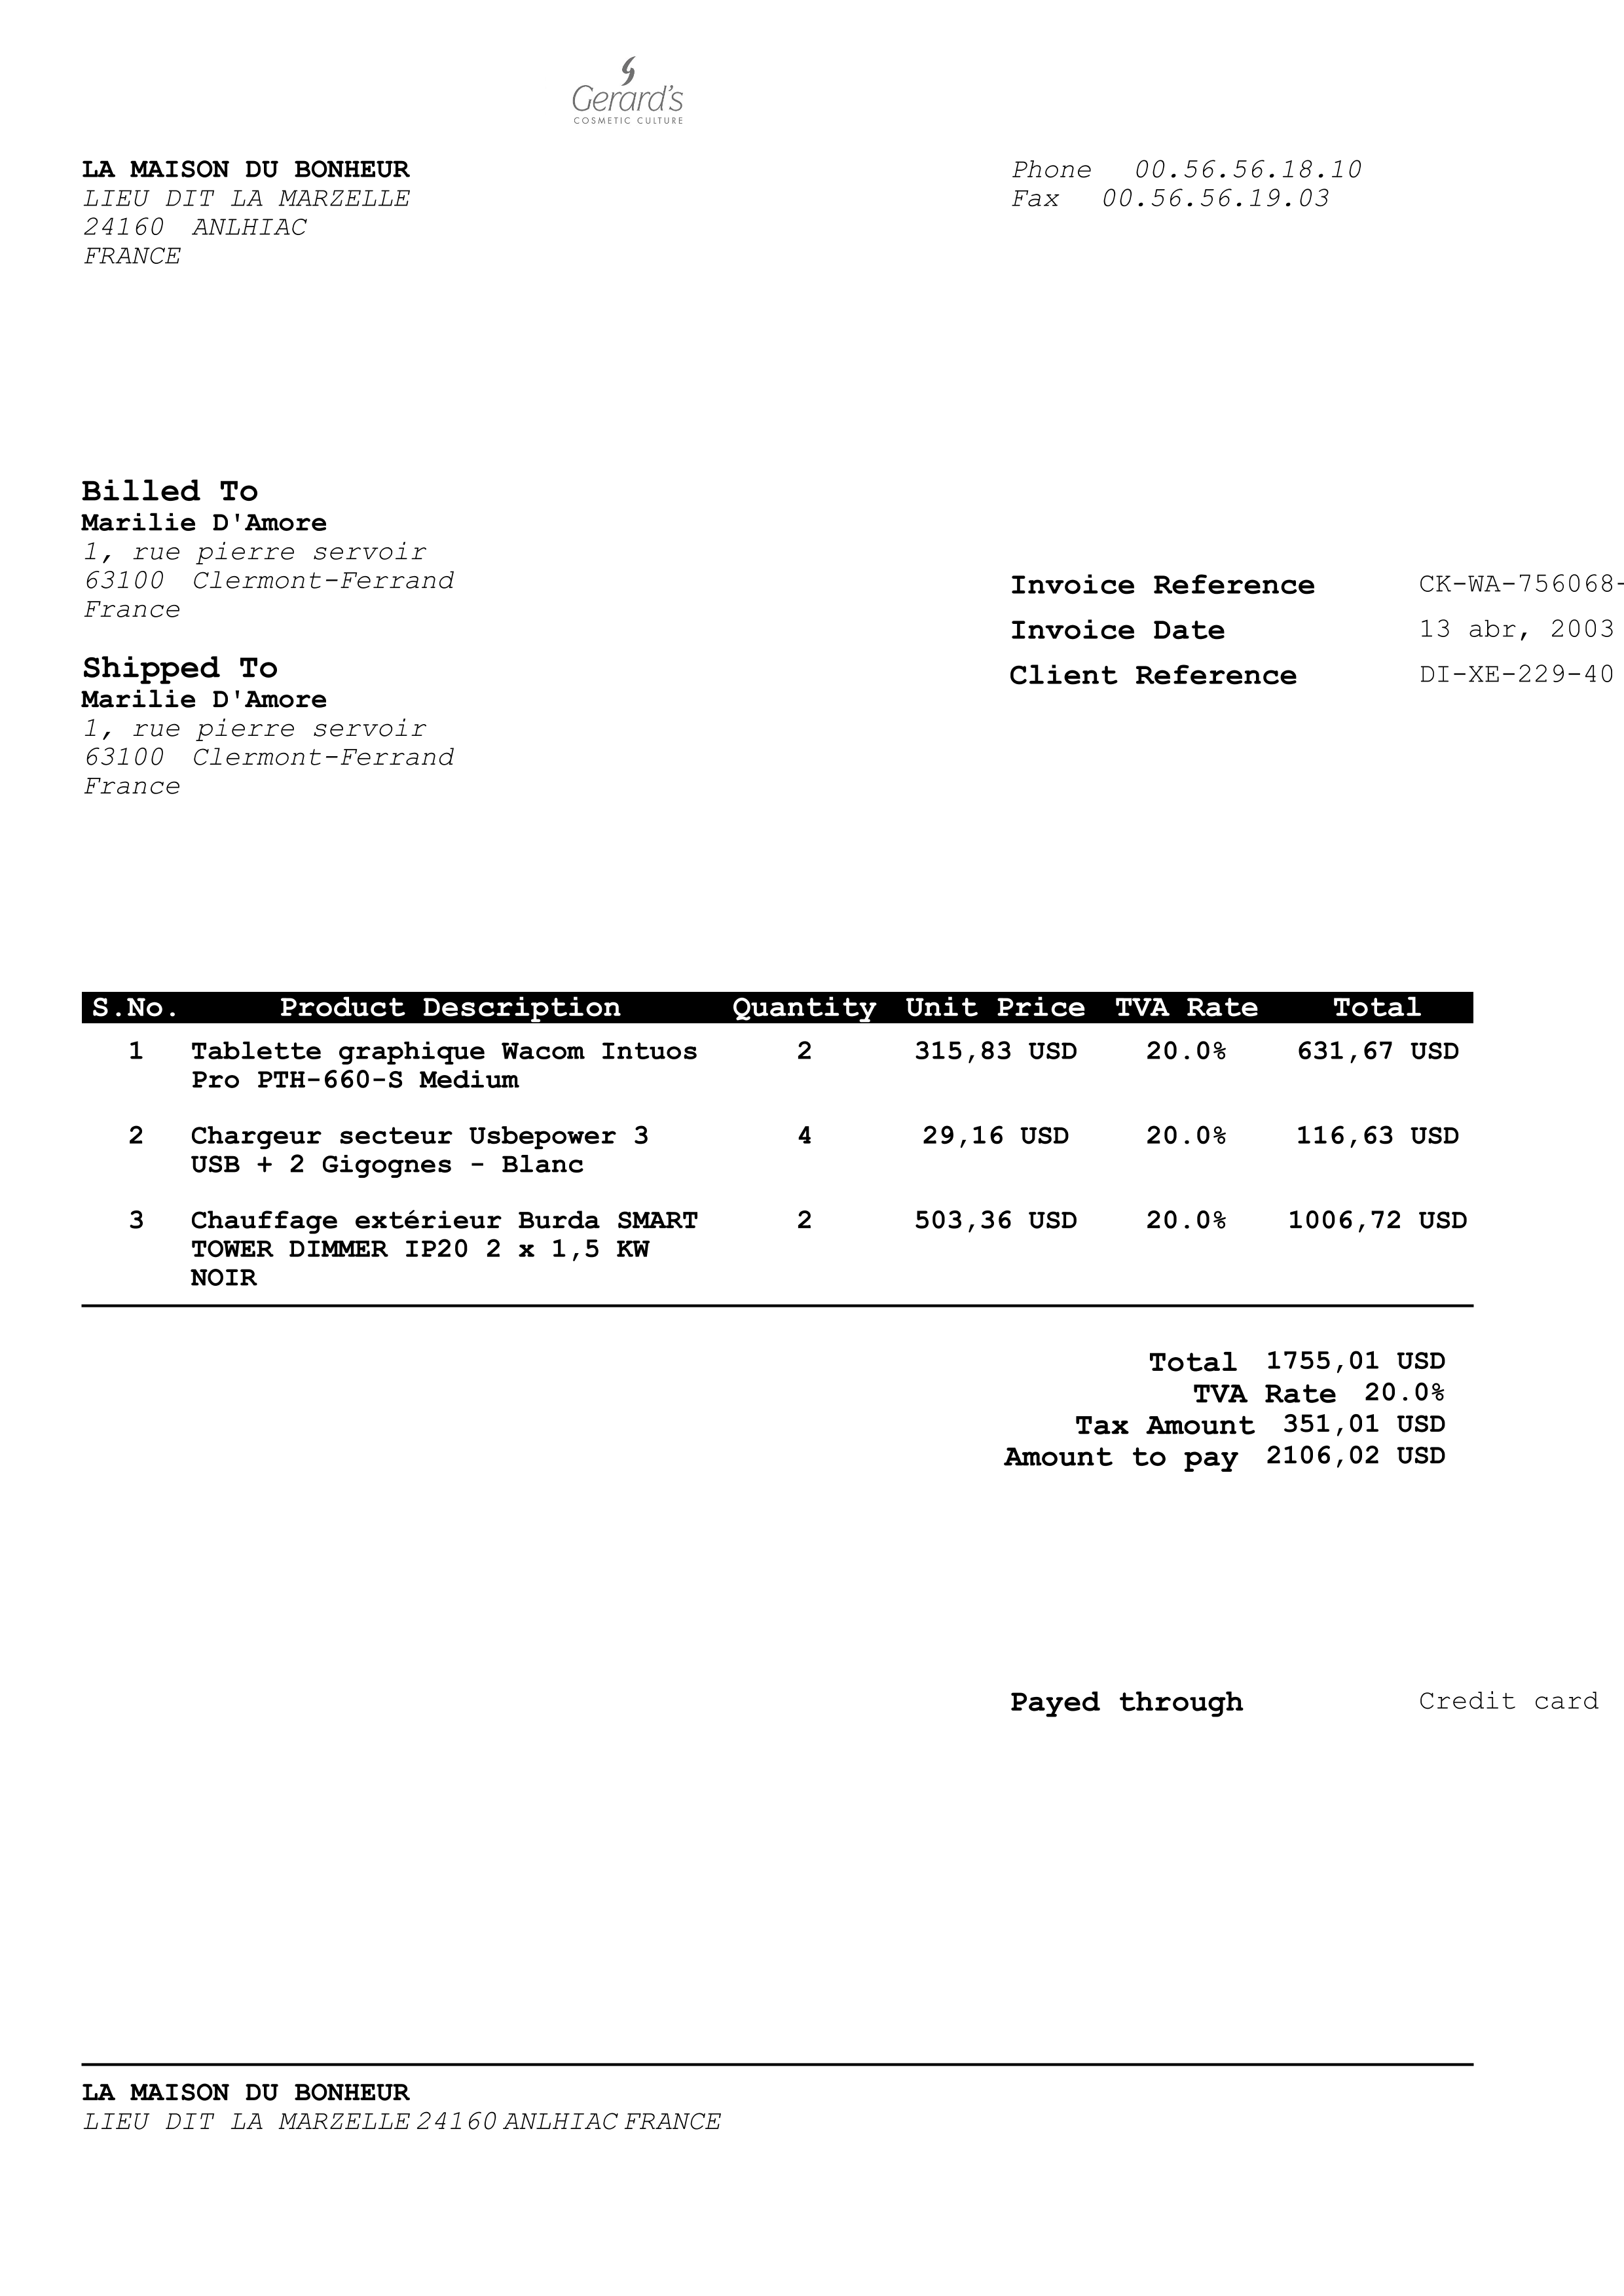 Gerard's
COSMETIC CULTURE
LA MAISON DU BONHEUR
LIEU DIT LA MARZELLE
24160 ANLHIAC
FRANCE
Phone 00.56.56.18.10
Fax 00.56.56.19.03
Billed To
Marilie D'Amore
1, rue pierre servoir
63100 Clermont-Ferrand
France
Shipped To
Marilie D'Amore
1, rue pierre servoir
63100 Clermont-Ferrand
France
Invoice Reference CK-WA-756068-
Invoice Date 13 abr, 2003
Client Reference DI-XE-229-40
S.No. Product Description Quantity Unit Price TVA Rate Total
1 Tablette graphique Wacom Intuos 2 315,83 USD 20.0% 631,67 USD
Pro PTH-660-S Medium
2 Chargeur secteur Usbepower 3 4 29,16 USD 20.0% 116,63 USD
USB + 2 Gigognes - Blanc
3 Chauffage extérieur Burda SMART 2 503,36 USD 20.0% 1006,72 USD
TOWER DIMMER IP20 2 x 1,5 KW
NOIR
Total 1755,01 USD
TVA Rate 20.0%
Tax Amount 351,01 USD
Amount to pay 2106,02 USD
Payed through Credit card
LA MAISON DU BONHEUR
LIEU DIT LA MARZELLE 24160 ANLHIAC FRANCE